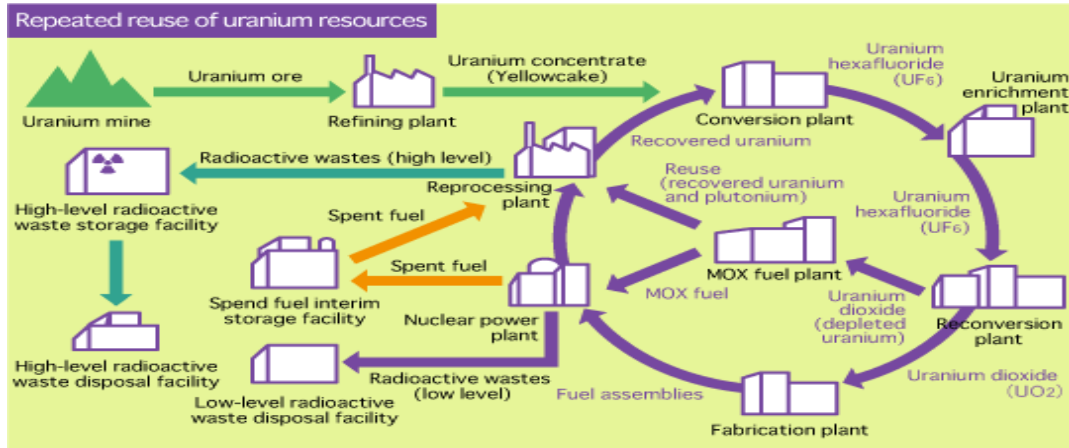 Repeated reuse of uranium resources
Uranium ore
Uranium concentrate
(Yellowcake)
Uranium
hexafluoride
(UF6)
Uranium
enrichment
plant
Uranium mine
Refining plant
Conversion plant
Recovered uranium
Radioactive wastes (high level)
Reprocessing
plant
Reuse
(recovered uranium
and plutonium)
High-level radioactive
waste storage facility
Spent fuel
Uranium
hexafluoride
(UF6)
Spent fuel
MOX fuel plant
MOX fuel
Spend fuel interim
storage facility
Nuclear power
plant
Uranium
dioxide
(depleted
uranium)
Reconversion
plant
High-level radioactive
waste disposal facility
Radioactive wastes
(low level)
Fuel assemblies
Uranium dioxide
(UO2)
Low-level radioactive
waste disposal facility
Fabrication plant